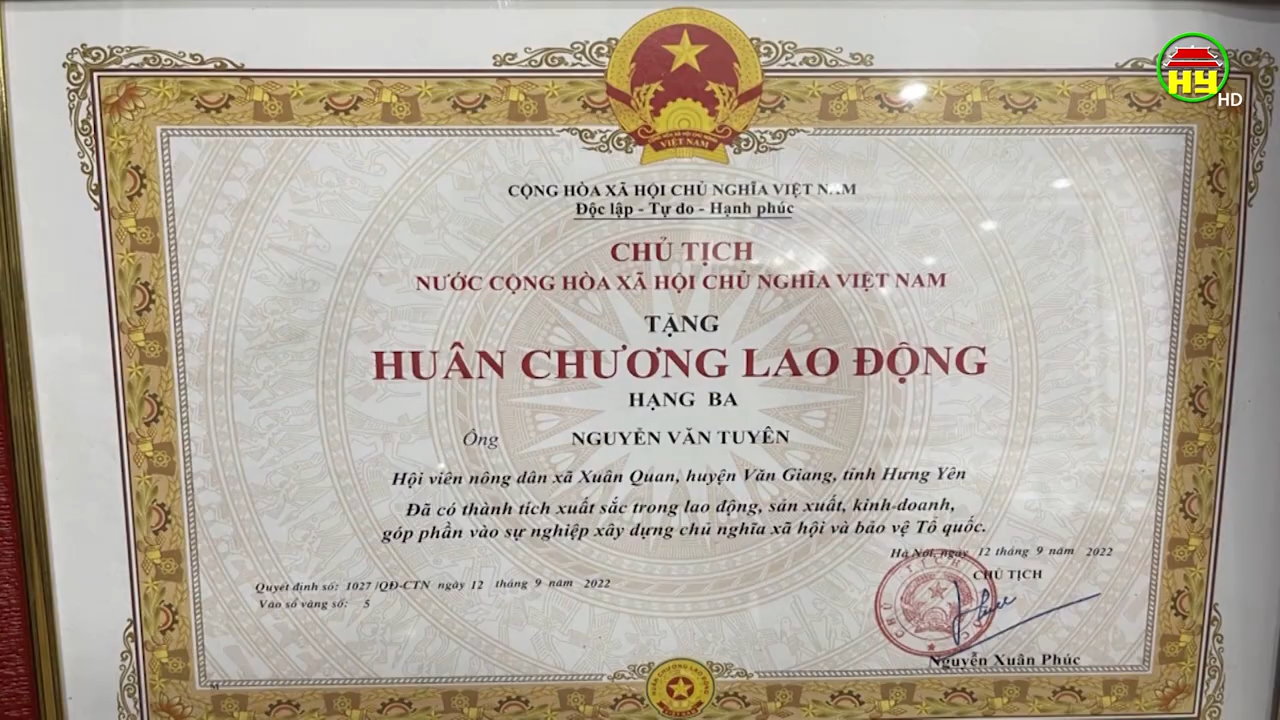 HY HD
VIỆT NAM
CỘNG HÒA XÃ HỘI CHỦ NGHĨA VIỆT NAM
Độc lập - Tự do - Hạnh phúc
CHỦ TỊCH
NƯỚC CỘNG HÒA XÃ HỘI CHỦ NGHĨA VIỆT NAM
TẶNG
HUÂN CHƯƠNG LAO ĐỘNG
HẠNG BA
Ông NGUYỄN VĂN TUYÊN
Hội viên nông dân xã Xuân Quan, huyện Văn Giang, tỉnh Hưng Yên
Đã có thành tích xuất sắc trong lao động, sản xuất, kinh doanh,
góp phần vào sự nghiệp xây dựng chủ nghĩa xã hội và bảo vệ Tổ quốc.
Hà Nội, ngày 12 tháng 9 năm 2022
CHỦ TỊCH
Quyết định số: 1027 /QĐ-CTN ngày 12 tháng 9 năm 2022
Vào sổ vàng số: 5
Nguyễn Xuân Phúc
HUÂN CHƯƠNG LAO ĐỘNG